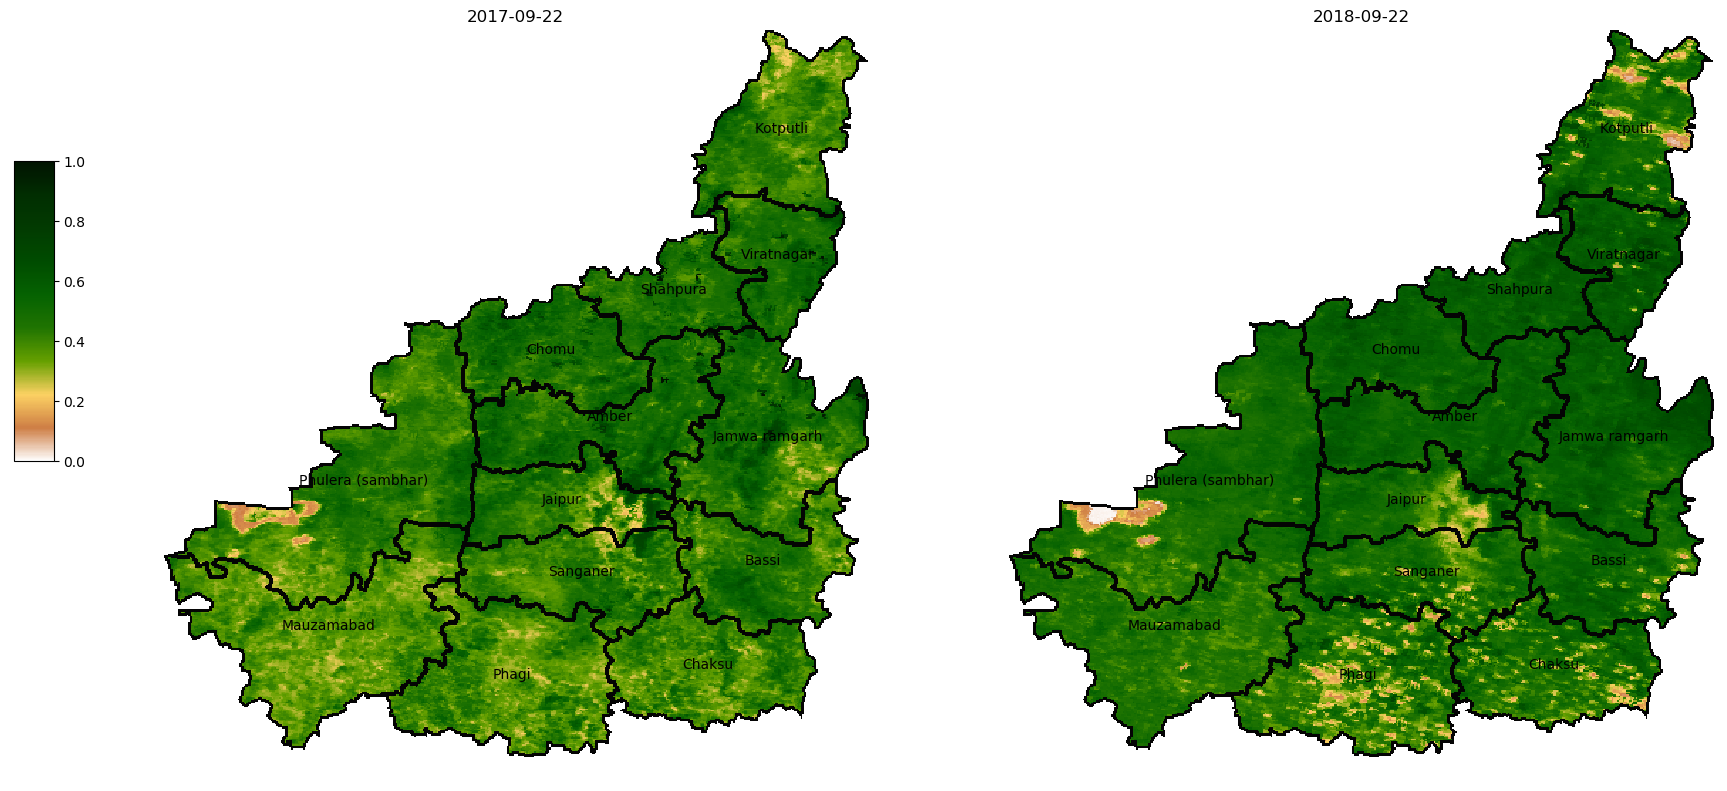 2017-09-22
2018-09-22
1.0
0.8
0.6
0.4
0.2
0.0
Kotputli
Viratnagar
Shahpura
Chomu
Amber
Jamwa ramgarh
Phulera (sambhar)
Jaipur
Bassi
Sanganer
Mauzamabad
Chaksu
Phagi
Kotputli
Viratnagar
Shahpura
Chomu
Amber
Jamwa ramgarh
Phulera (sambhar)
Jaipur
Bassi
Sanganer
Mauzamabad
Chaksu
Phagi